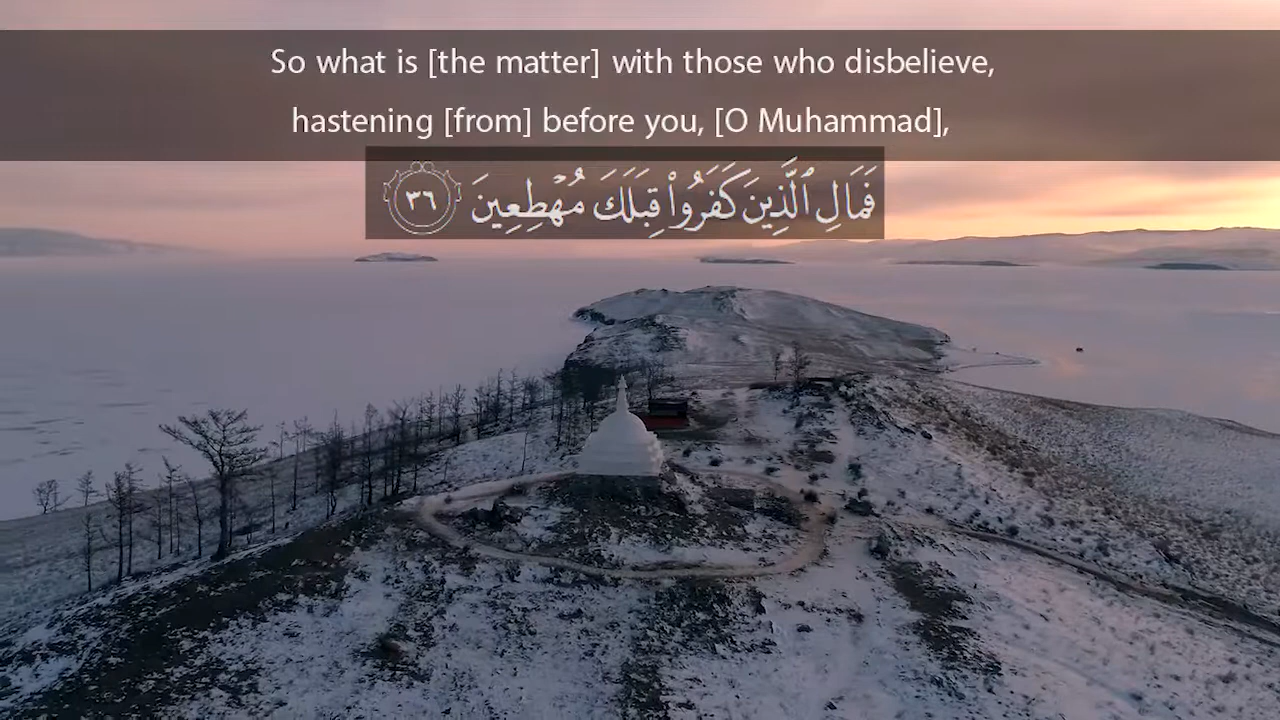 So what is [the matter] with those who disbelieve,
hastening [from] before you, [O Muhammad],
فَمَالِ ٱلَّذِينَ كَفَرُوا۟ قِبَلَكَ مُهْطِعِينَ ٣٦